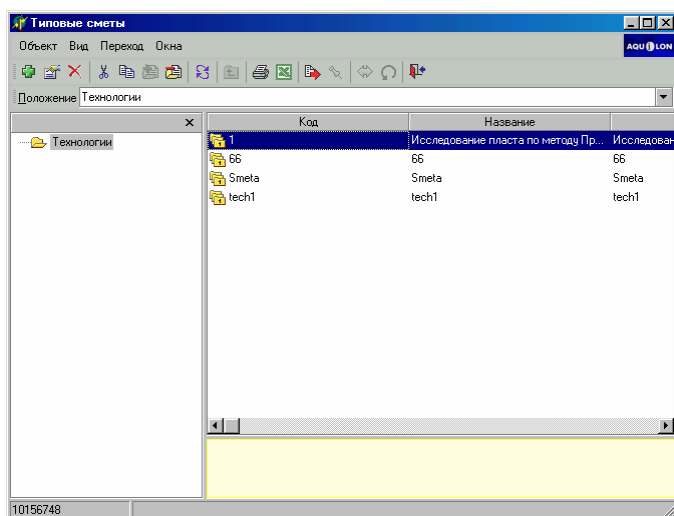 Типовые сметы
Объект Вид Переход Окна
AQUILON
Положение Технологии
Код Название
Технологии
1 Исследование пласта по методу Пр... Исследован
66 66 66
Smeta Smeta Smeta
tech1 tech1 tech1
10156748